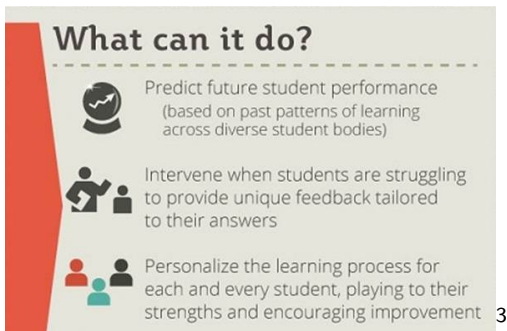 What can it do?
Predict future student performance
(based on past patterns of learning
across diverse student bodies)
Intervene when students are struggling
to provide unique feedback tailored
to their answers
Personalize the learning process for
each and every student, playing to their
strengths and encouraging improvement
3